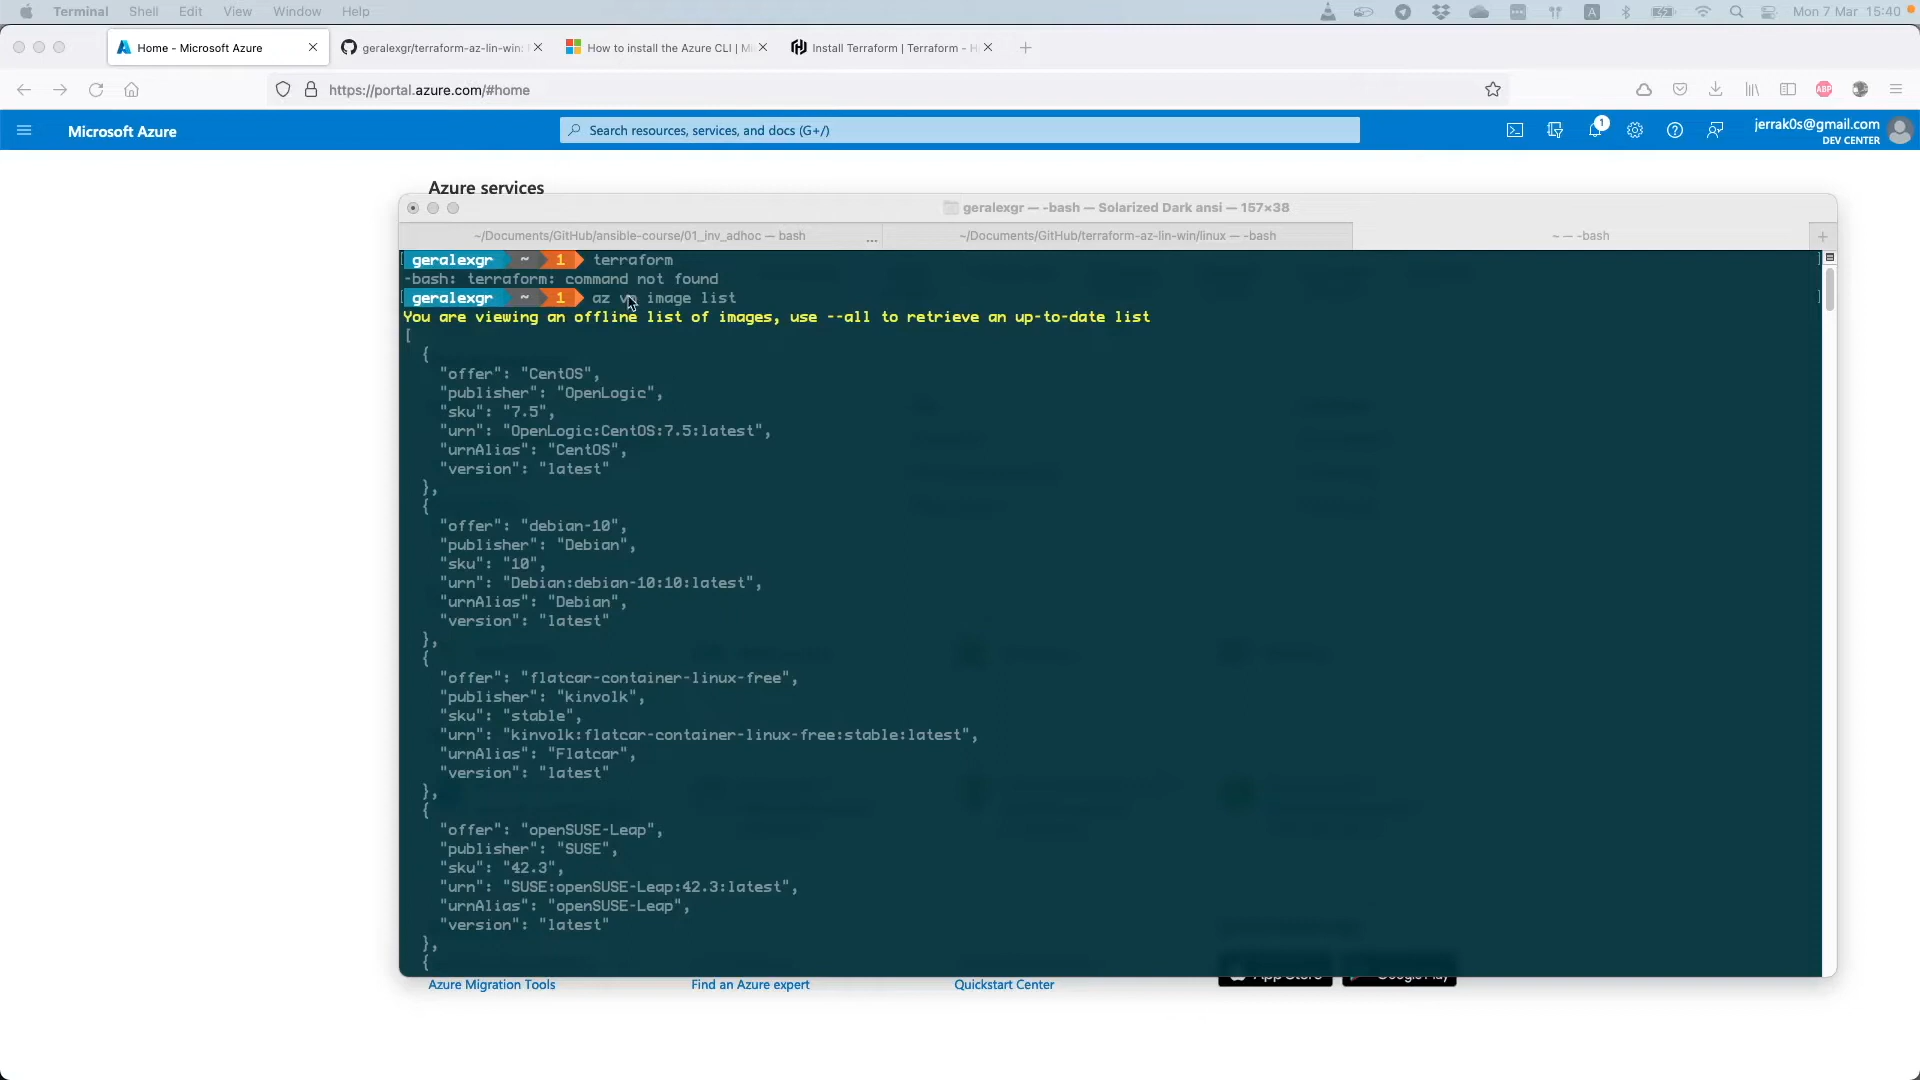 Terminal Shell Edit View Window Help Mon 7 Mar 15:40
Home - Microsoft Azure geralexgr/terraform-az-lin-win: How to install the Azure CLI | Mi Install Terraform | Terraform - H
https://portal.azure.com/#home ABP
Microsoft Azure Search resources, services, and docs (G+/) 1 jerrak0s@gmail.com
DEV CENTER
Azure services
geralexgr — -bash — Solarized Dark ansi — 157×38
~/Documents/GitHub/ansible-course/01_inv_adhoc — bash ... ~/Documents/GitHub/terraform-az-lin-win/linux — -bash ~ — -bash
geralexgr ~ 1 terraform
-bash: terraform: command not found
geralexgr ~ 1 az vm image list
You are viewing an offline list of images, use --all to retrieve an up-to-date list
[
{
"offer": "CentOS",
"publisher": "OpenLogic",
"sku": "7.5",
"urn": "OpenLogic:CentOS:7.5:latest",
"urnAlias": "CentOS",
"version": "latest"
},
{
"offer": "debian-10",
"publisher": "Debian",
"sku": "10",
"urn": "Debian:debian-10:10:latest",
"urnAlias": "Debian",
"version": "latest"
},
{
"offer": "flatcar-container-linux-free",
"publisher": "kinvolk",
"sku": "stable",
"urn": "kinvolk:flatcar-container-linux-free:stable:latest",
"urnAlias": "Flatcar",
"version": "latest"
},
{
"offer": "openSUSE-Leap",
"publisher": "SUSE",
"sku": "42.3",
"urn": "SUSE:openSUSE-Leap:42.3:latest",
"urnAlias": "openSUSE-Leap",
"version": "latest"
},
{
App Store Google Play
Azure Migration Tools Find an Azure expert Quickstart Center